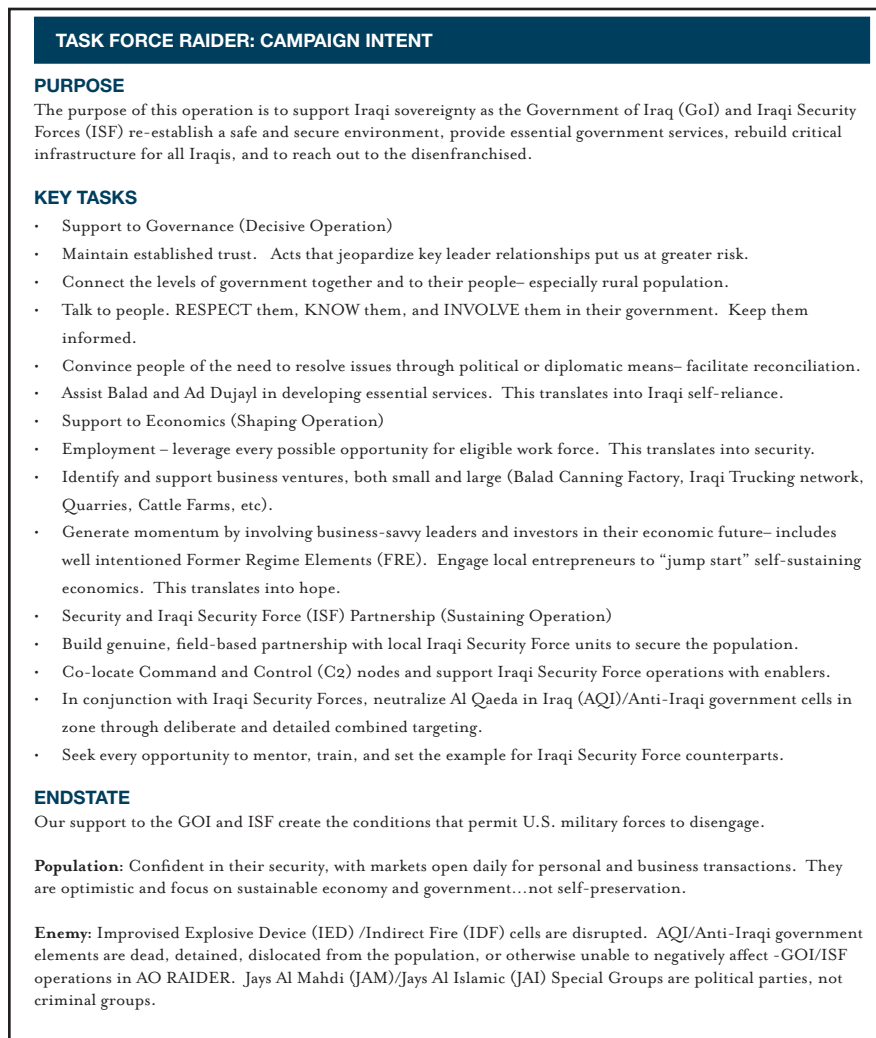 TASK FORCE RAIDER: CAMPAIGN INTENT
PURPOSE
The purpose of this operation is to support Iraqi sovereignty as the Government of Iraq (GoI) and Iraqi Security
Forces (ISF) re-establish a safe and secure environment, provide essential government services, rebuild critical
infrastructure for all Iraqis, and to reach out to the disenfranchised.
KEY TASKS
· Support to Governance (Decisive Operation)
· Maintain established trust. Acts that jeopardize key leader relationships put us at greater risk.
· Connect the levels of government together and to their people– especially rural population.
· Talk to people. RESPECT them, KNOW them, and INVOLVE them in their government. Keep them
informed.
· Convince people of the need to resolve issues through political or diplomatic means– facilitate reconciliation.
· Assist Balad and Ad Dujayl in developing essential services. This translates into Iraqi self-reliance.
· Support to Economics (Shaping Operation)
· Employment – leverage every possible opportunity for eligible work force. This translates into security.
· Identify and support business ventures, both small and large (Balad Canning Factory, Iraqi Trucking network,
Quarries, Cattle Farms, etc).
· Generate momentum by involving business-savvy leaders and investors in their economic future– includes
well intentioned Former Regime Elements (FRE). Engage local entrepreneurs to “jump start” self-sustaining
economics. This translates into hope.
· Security and Iraqi Security Force (ISF) Partnership (Sustaining Operation)
· Build genuine, field-based partnership with local Iraqi Security Force units to secure the population.
· Co-locate Command and Control (C2) nodes and support Iraqi Security Force operations with enablers.
· In conjunction with Iraqi Security Forces, neutralize Al Qaeda in Iraq (AQI)/Anti-Iraqi government cells in
zone through deliberate and detailed combined targeting.
· Seek every opportunity to mentor, train, and set the example for Iraqi Security Force counterparts.
ENDSTATE
Our support to the GOI and ISF create the conditions that permit U.S. military forces to disengage.
Population: Confident in their security, with markets open daily for personal and business transactions. They
are optimistic and focus on sustainable economy and government…not self-preservation.
Enemy: Improvised Explosive Device (IED) /Indirect Fire (IDF) cells are disrupted. AQI/Anti-Iraqi government
elements are dead, detained, dislocated from the population, or otherwise unable to negatively affect -GOI/ISF
operations in AO RAIDER. Jays Al Mahdi (JAM)/Jays Al Islamic (JAI) Special Groups are political parties, not
criminal groups.